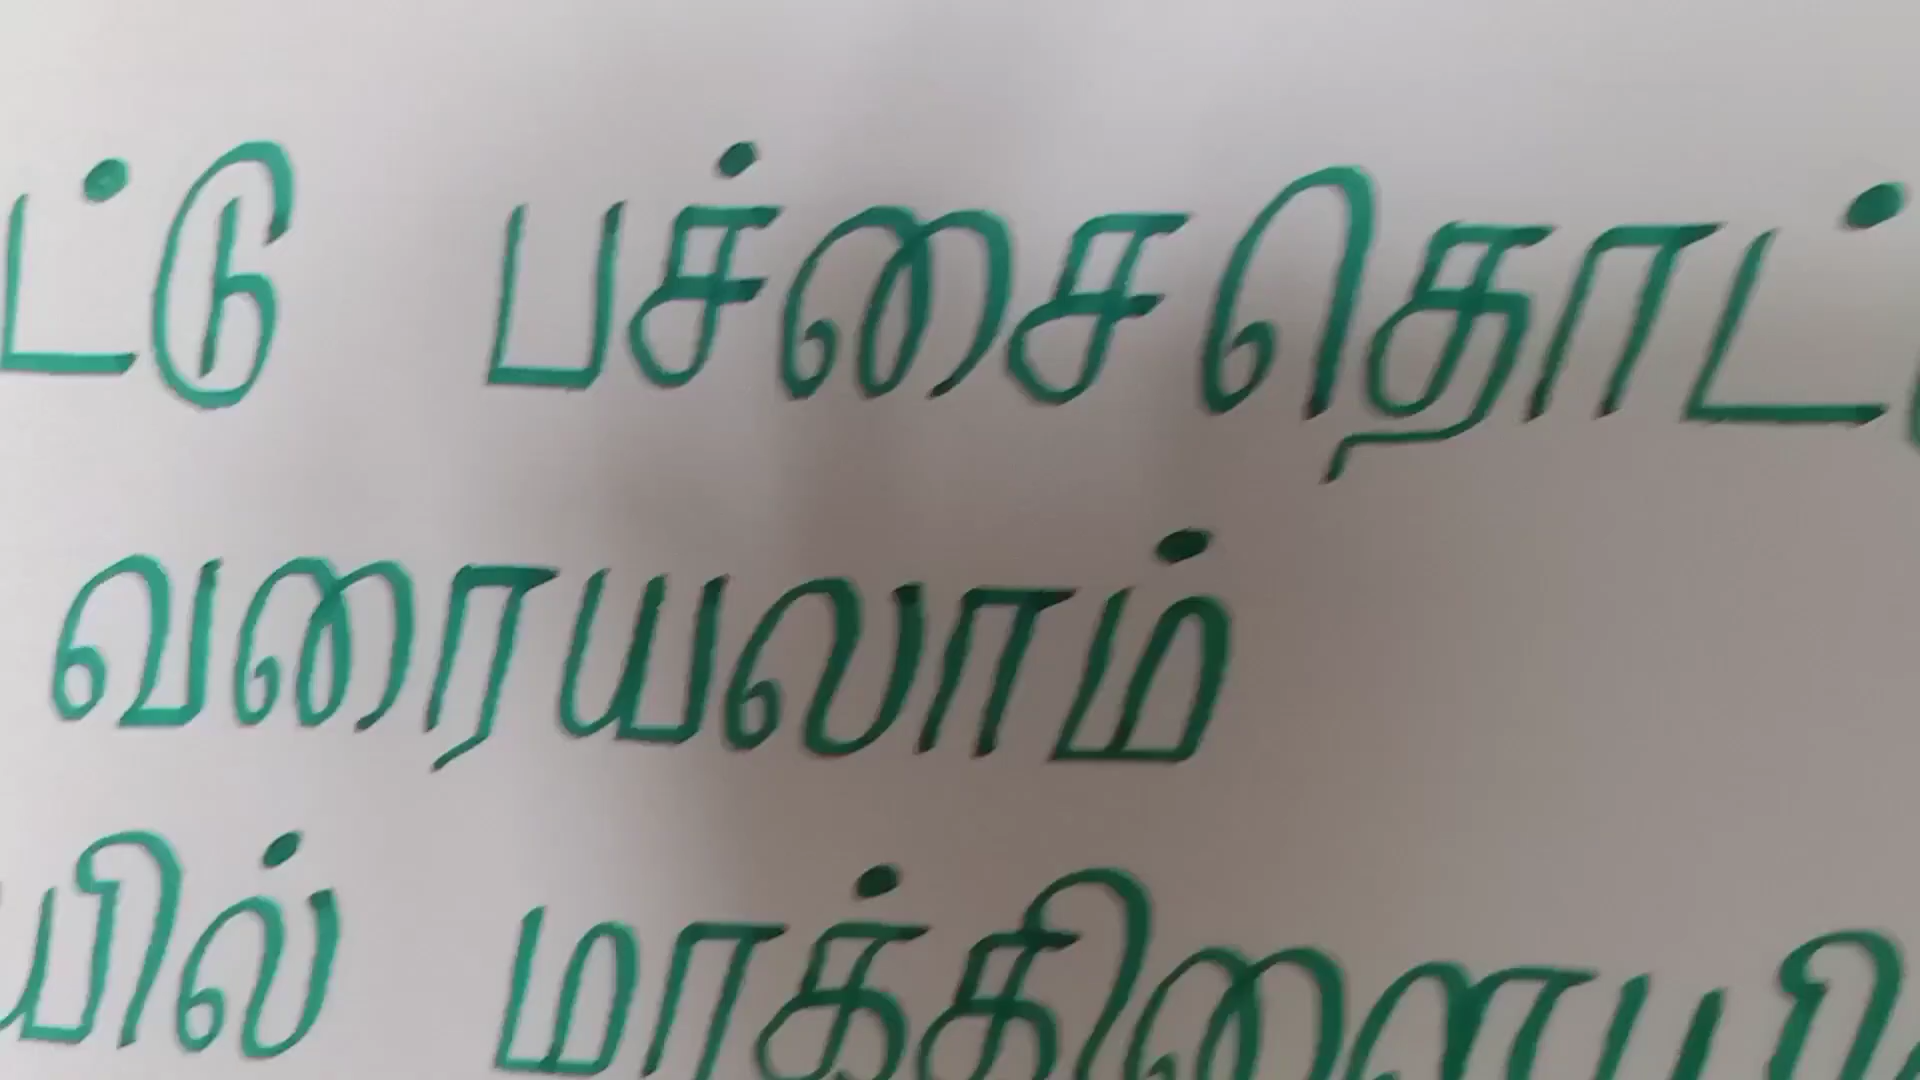 ட்டு பச்சைதொட்
வரையலாம்
யில் மாக்கிளையி